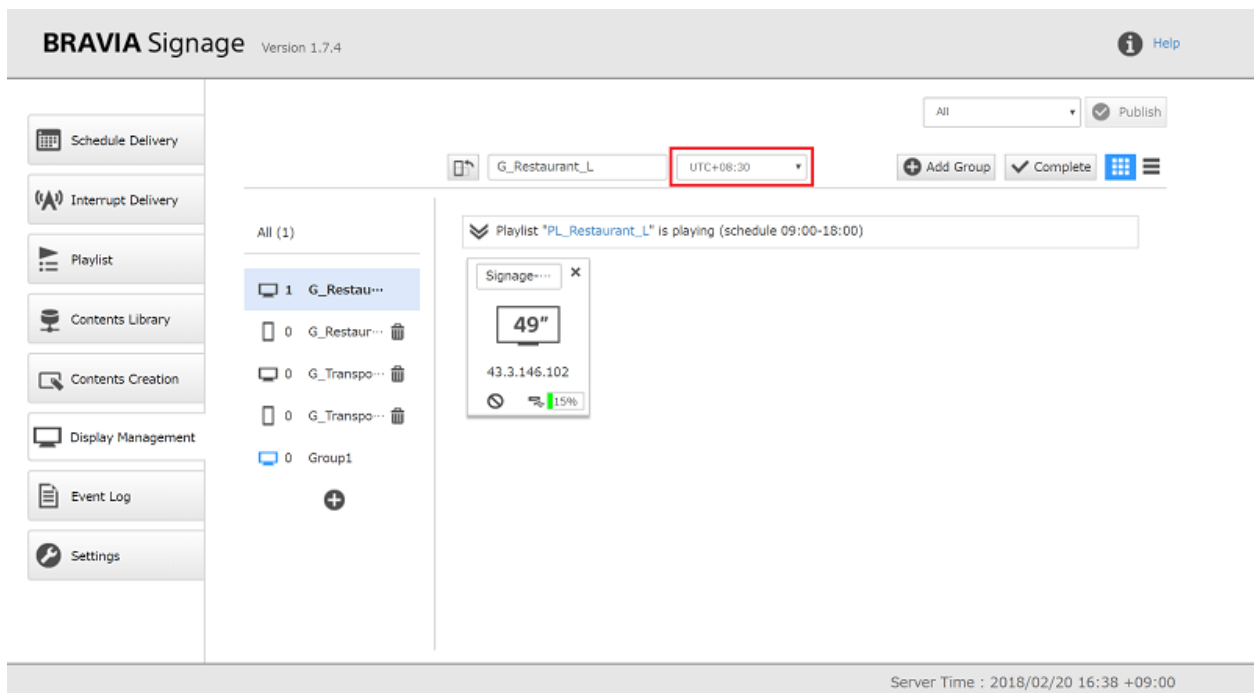 BRAVIA Signage Version 1.7.4
Help
All
Publish
G_Restaurant_L
UTC+08:30
Add Group
Complete
Schedule Delivery
Interrupt Delivery
Playlist
Contents Library
Contents Creation
Display Management
Event Log
Settings
All (1)
1 G_Restau···
0 G_Restaur···
0 G_Transpo···
0 G_Transpo···
0 Group1
Playlist "PL_Restaurant_L" is playing (schedule 09:00-18:00)
Signage-···
49"
43.3.146.102
15%
Server Time : 2018/02/20 16:38 +09:00